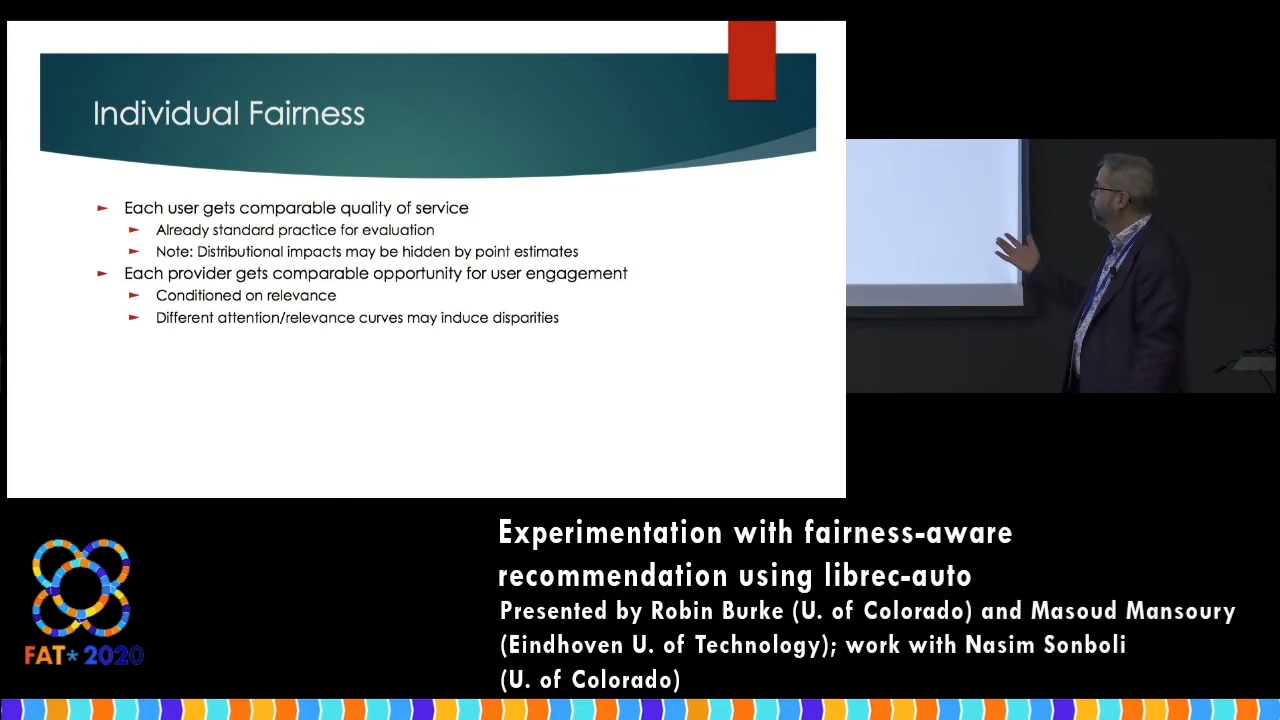 Individual Fairness
Each user gets comparable quality of service
Already standard practice for evaluation
Note: Distributional impacts may be hidden by point estimates
Each provider gets comparable opportunity for user engagement
Conditioned on relevance
Different attention/relevance curves may induce disparities
Experimentation with fairness-aware
recommendation using librec-auto
Presented by Robin Burke (U. of Colorado) and Masoud Mansoury
(Eindhoven U. of Technology); work with Nasim Sonboli
(U. of Colorado)
FAT* 2020